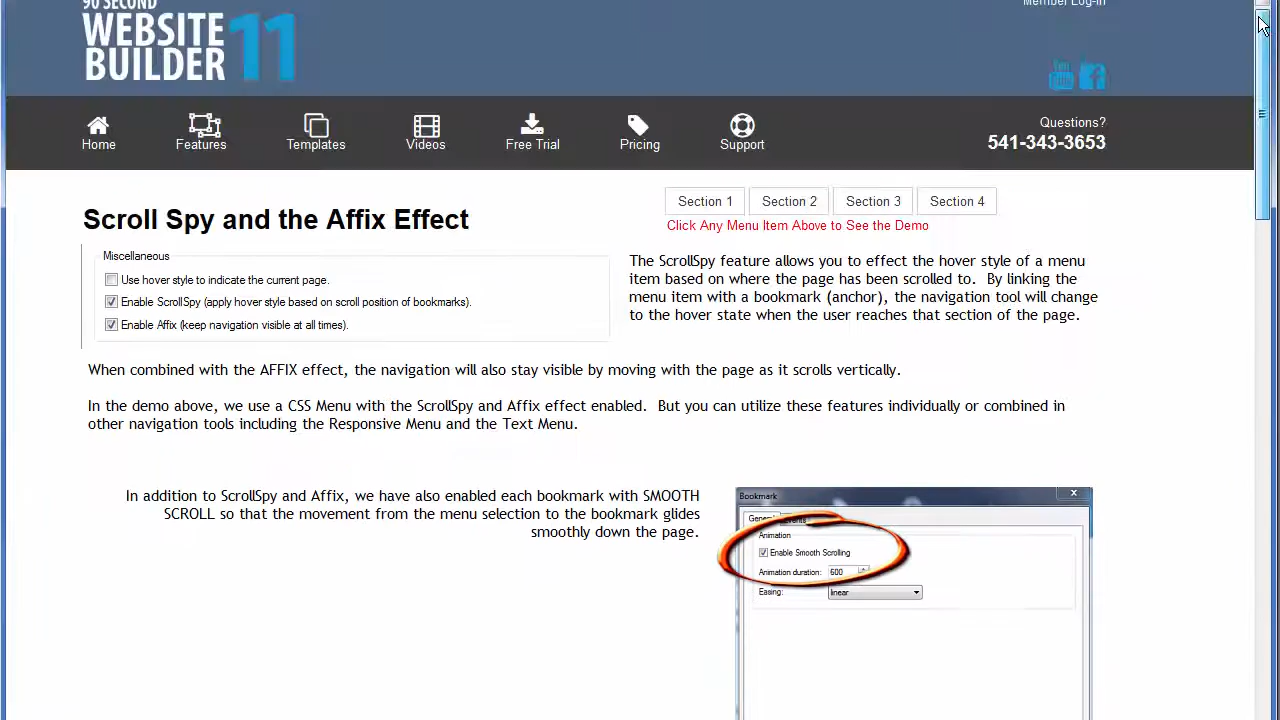 90 SECOND
WEBSITE
BUILDER 11
Member Log-in
You
Tube
Home
Features
Templates
Videos
Free Trial
Pricing
Support
Questions?
541-343-3653
Scroll Spy and the Affix Effect
Section 1
Section 2
Section 3
Section 4
Click Any Menu Item Above to See the Demo
Miscellaneous
Use hover style to indicate the current page.
Enable ScrollSpy (apply hover style based on scroll position of bookmarks).
Enable Affix (keep navigation visible at all times).
The ScrollSpy feature allows you to effect the hover style of a menu
item based on where the page has been scrolled to. By linking the
menu item with a bookmark (anchor), the navigation tool will change
to the hover state when the user reaches that section of the page.
When combined with the AFFIX effect, the navigation will also stay visible by moving with the page as it scrolls vertically.
In the demo above, we use a CSS Menu with the ScrollSpy and Affix effect enabled. But you can utilize these features individually or combined in
other navigation tools including the Responsive Menu and the Text Menu.
In addition to ScrollSpy and Affix, we have also enabled each bookmark with SMOOTH
SCROLL so that the movement from the menu selection to the bookmark glides
smoothly down the page.
Bookmark
General
Events
Animation
Enable Smooth Scrolling
Animation duration: 600
Easing: linear